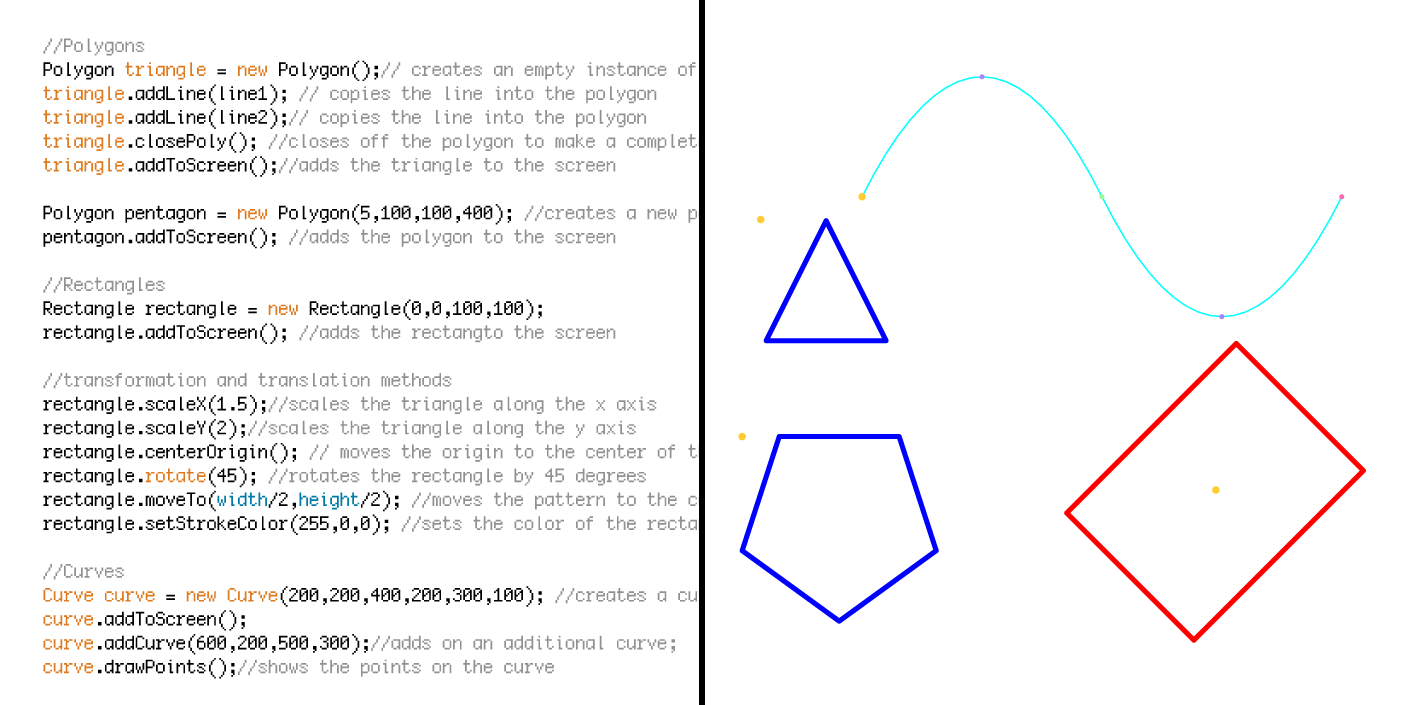 //Polygons
Polygon triangle = new Polygon();// creates an empty instance of
triangle.addLine(line1); // copies the line into the polygon
triangle.addLine(line2);// copies the line into the polygon
triangle.closePoly(); //closes off the polygon to make a complet
triangle.addToScreen();//adds the triangle to the screen
Polygon pentagon = new Polygon(5,100,100,400); //creates a new p
pentagon.addToScreen(); //adds the polygon to the screen
//Rectangles
Rectangle rectangle = new Rectangle(0,0,100,100);
rectangle.addToScreen(); //adds the rectangto the screen
//transformation and translation methods
rectangle.scaleX(1.5);//scales the triangle along the x axis
rectangle.scaleY(2);//scales the triangle along the y axis
rectangle.centerOrigin(); // moves the origin to the center of t
rectangle.rotate(45); //rotates the rectangle by 45 degrees
rectangle.moveTo(width/2,height/2); //moves the pattern to the c
rectangle.setStrokeColor(255,0,0); //sets the color of the recta
//Curves
Curve curve = new Curve(200,200,400,200,300,100); //creates a cu
curve.addToScreen();
curve.addCurve(600,200,500,300);//adds on an additional curve;
curve.drawPoints();//shows the points on the curve